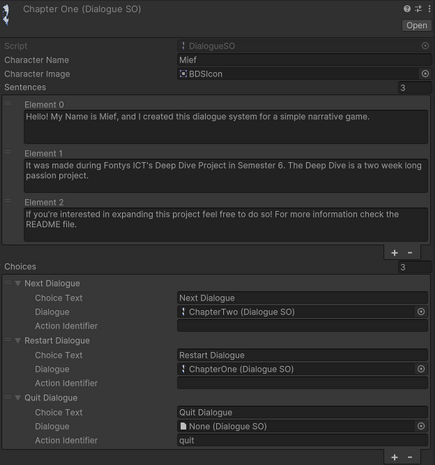 Chapter One (Dialogue SO)
Open
Script DialogueSO
Character Name Mief
Character Image BDSIcon
Sentences 3
Element 0
Hello! My Name is Mief, and I created this dialogue system for a simple narrative game.
Element 1
It was made during Fontys ICT's Deep Dive Project in Semester 6. The Deep Dive is a two week long
passion project.
Element 2
If you're interested in expanding this project feel free to do so! For more information check the
README file.
+ -
Choices 3
Next Dialogue
Choice Text Next Dialogue
Dialogue ChapterTwo (Dialogue SO)
Action Identifier
Restart Dialogue
Choice Text Restart Dialogue
Dialogue ChapterOne (Dialogue SO)
Action Identifier
Quit Dialogue
Choice Text Quit Dialogue
Dialogue None (Dialogue SO)
Action Identifier quit
+ -